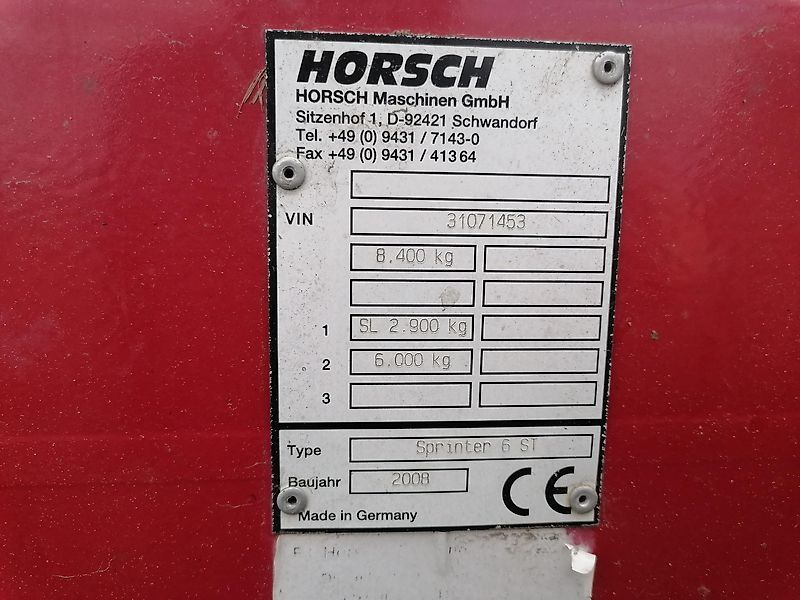 HORSCH
HORSCH Maschinen GmbH
Sitzenhof 1, D-92421 Schwandorf
Tel. +49 (0) 9431 / 7143-0
Fax +49 (0) 9431 / 41364
VIN 31071453
8.400 kg
1 SL 2.900 kg
2 6.000 kg
3
Type Sprinter 6 ST
Baujahr 2008
CE
Made in Germany